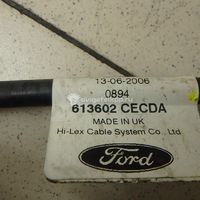 13-06-2006
0894
613602 CECDA
MADE IN UK
Hi-Lex Cable System Co., Ltd.
Ford